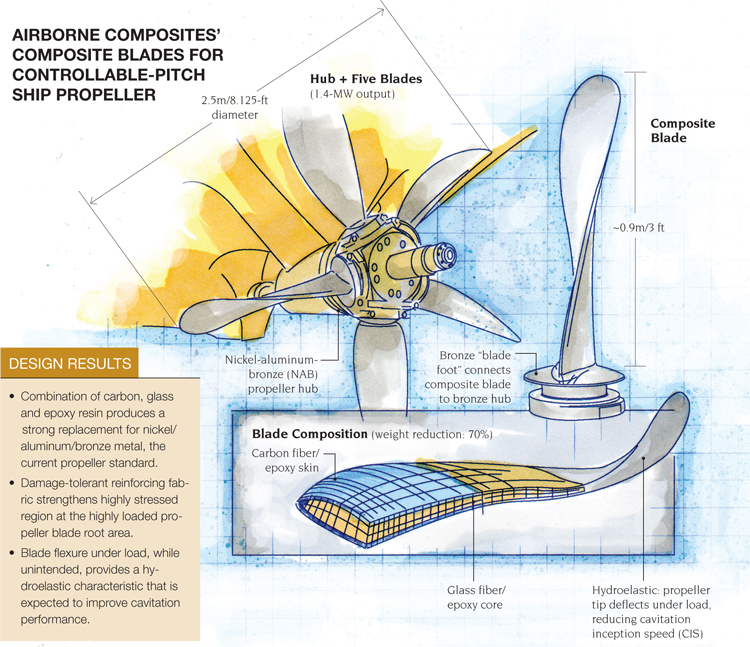 AIRBORNE COMPOSITES’
COMPOSITE BLADES FOR
CONTROLLABLE-PITCH
SHIP PROPELLER
2.5m/8.125-ft
diameter
Hub + Five Blades
(1.4-MW output)
Composite
Blade
~0.9m/3 ft
Nickel-aluminum-
bronze (NAB)
propeller hub
Bronze “blade
foot” connects
composite blade
to bronze hub
DESIGN RESULTS
• Combination of carbon, glass
and epoxy resin produces a
strong replacement for nickel/
aluminum/bronze metal, the
current propeller standard.
• Damage-tolerant reinforcing fab-
ric strengthens highly stressed
region at the highly loaded pro-
peller blade root area.
• Blade flexure under load, while
unintended, provides a hy-
droelastic characteristic that is
expected to improve cavitation
performance.
Blade Composition (weight reduction: 70%)
Carbon fiber/
epoxy skin
Glass fiber/
epoxy core
Hydroelastic: propeller
tip deflects under load,
reducing cavitation
inception speed (CIS)